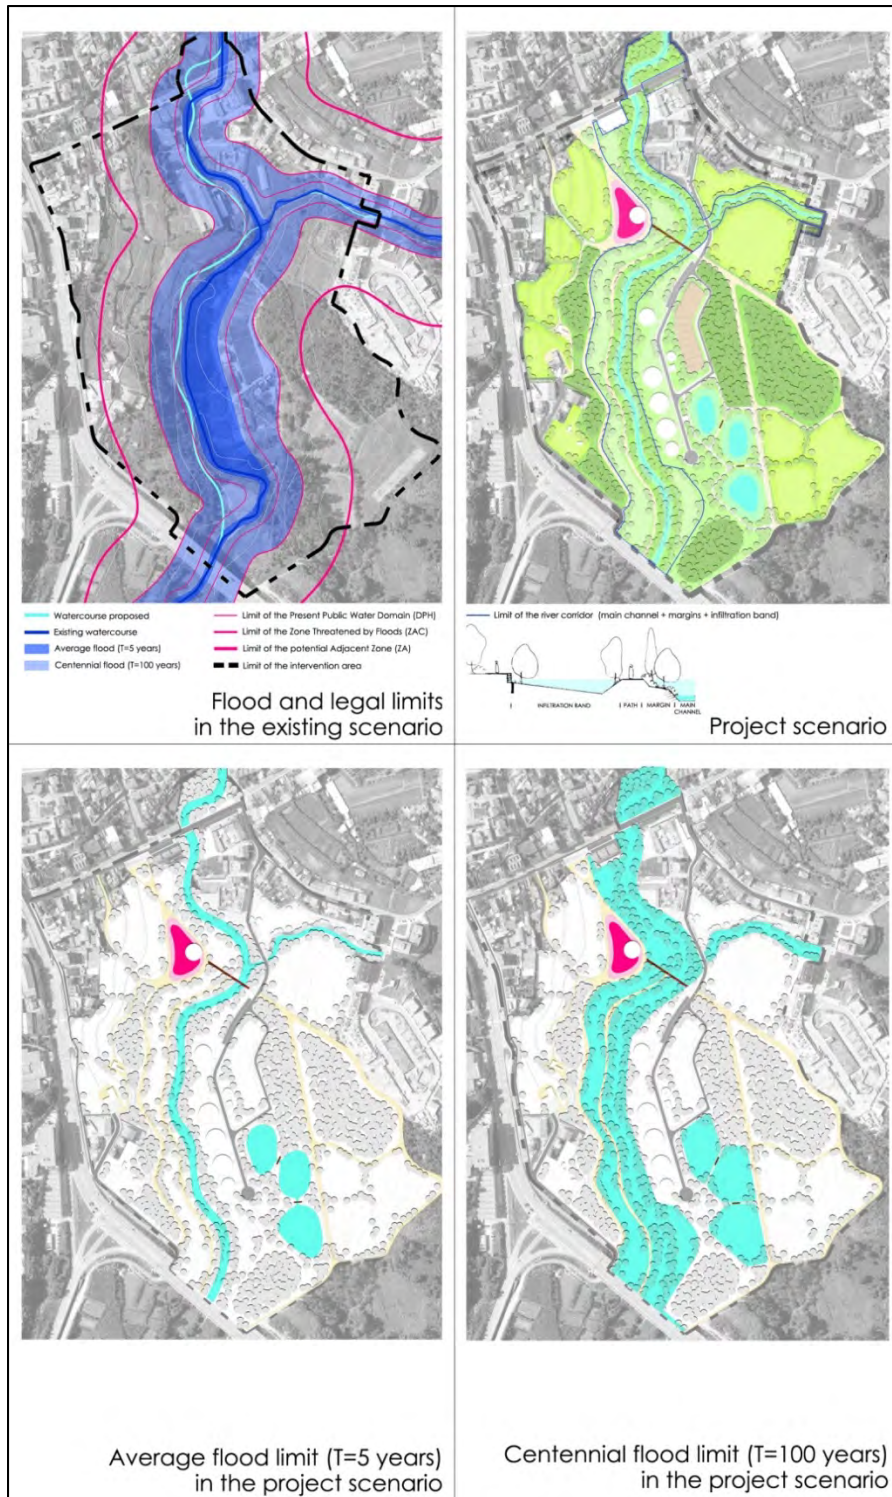 Watercourse proposed
Existing watercourse
Average flood (T=5 years)
Centennial flood (T=100 years)
Limit of the Present Public Water Domain (DPH)
Limit of the Zone Threatened by Floods (ZAC)
Limit of the potential Adjacent Zone (ZA)
Limit of the intervention area
Flood and legal limits
in the existing scenario
Limit of the river corridor (main channel + margins + infiltration band)
INFILTRATION BAND
PATH
MARGIN
MAIN
CHANNEL
Project scenario
Average flood limit (T=5 years)
in the project scenario
Centennial flood limit (T=100 years)
in the project scenario